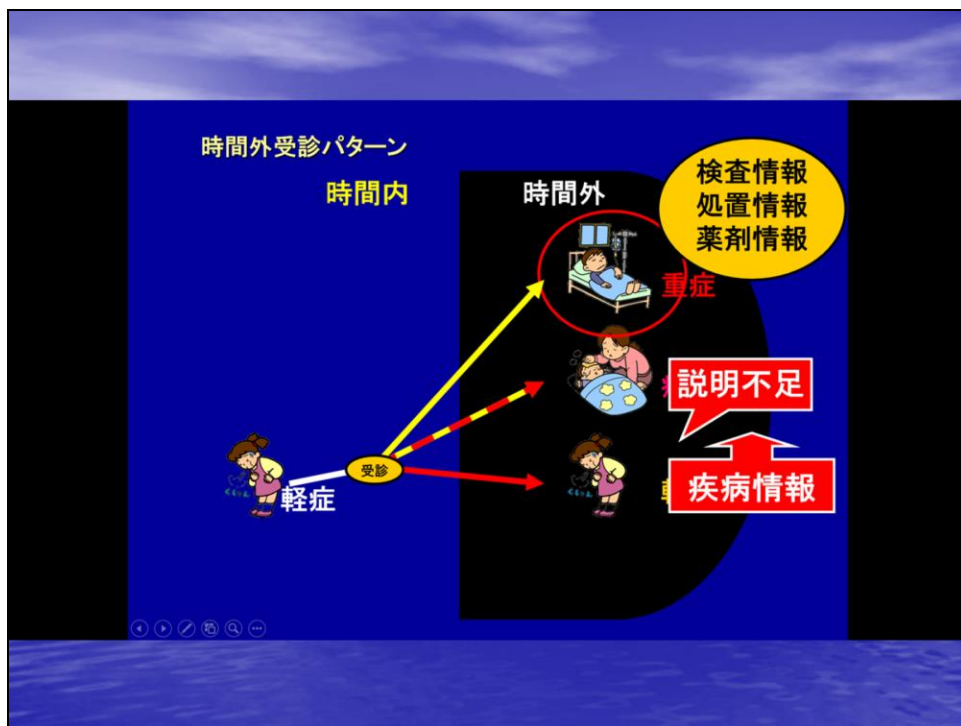 時間外受診パターン
時間内
時間外
検査情報
処置情報
薬剤情報
重症
説明不足
受診
軽症
疾病情報